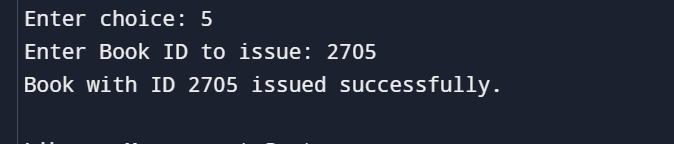 Enter choice: 5
Enter Book ID to issue: 2705
Book with ID 2705 issued successfully.